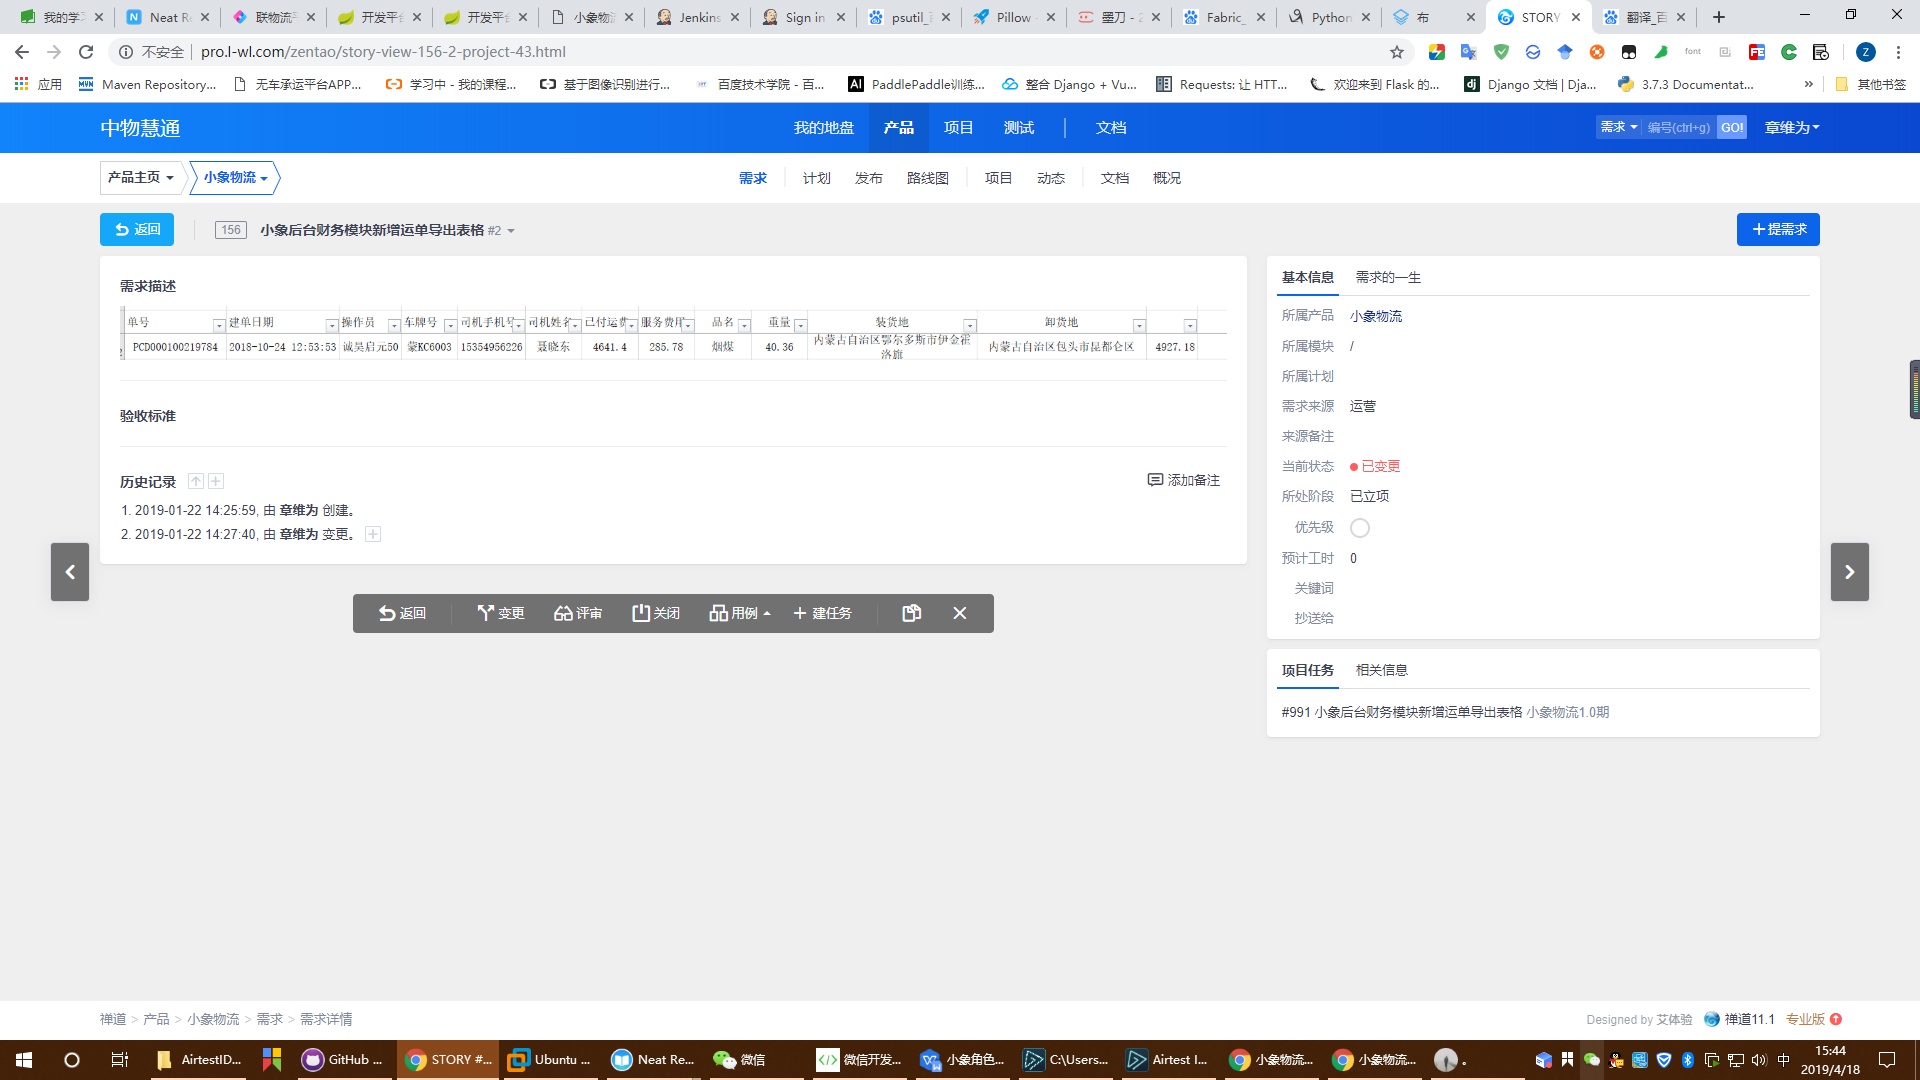 我的学 Neat R 联物流 开发平台 开发平台 小象物流 Jenkins Sign in psutil_ Pillow 墨刀 - 2 Fabric_ Python 布 STORY 翻译_百
不安全 pro.l-wl.com/zentao/story-view-156-2-project-43.html
应用 Maven Repository... 无车承运平台APP... 学习中 - 我的课程... 基于图像识别进行... 百度技术学院 - 百... PaddlePaddle训练... 整合 Django + Vu... Requests: 让 HTT... 欢迎来到 Flask 的... Django 文档 | Dja... 3.7.3 Documentat... » 其他书签
中物慧通 我的地盘 产品 项目 测试 文档 需求 编号(ctrl+g) GO! 章维为
产品主页 小象物流 需求 计划 发布 路线图 项目 动态 文档 概况
返回 156 小象后台财务模块新增运单导出表格 #2 提需求
需求描述
单号 建单日期 操作员 车牌号 司机手机号 司机姓名 已付运费 服务费用 品名 重量 装货地 卸货地
PCD000100219784 2018-10-24 12:53:53 诚昊启元50 蒙KC6003 15354956226 聂晓东 4641.4 285.78 烟煤 40.36 内蒙古自治区鄂尔多斯市伊金霍洛旗 内蒙古自治区包头市昆都仑区 4927.18
验收标准
历史记录 添加备注
1. 2019-01-22 14:25:59, 由 章维为 创建。
2. 2019-01-22 14:27:40, 由 章维为 变更。
返回 变更 评审 关闭 用例 建任务
基本信息 需求的一生
所属产品 小象物流
所属模块 /
所属计划
需求来源 运营
来源备注
当前状态 已变更
所处阶段 已立项
优先级
预计工时 0
关键词
抄送给
项目任务 相关信息
#991 小象后台财务模块新增运单导出表格 小象物流1.0期
禅道 > 产品 > 小象物流 > 需求 > 需求详情
Designed by 艾体验 禅道11.1 专业版
AirtestID... GitHub ... STORY #... Ubuntu ... Neat Re... 微信 微信开发... 小象角色... C:\Users... Airtest I... 小象物流... 小象物流... 中 15:44
2019/4/18